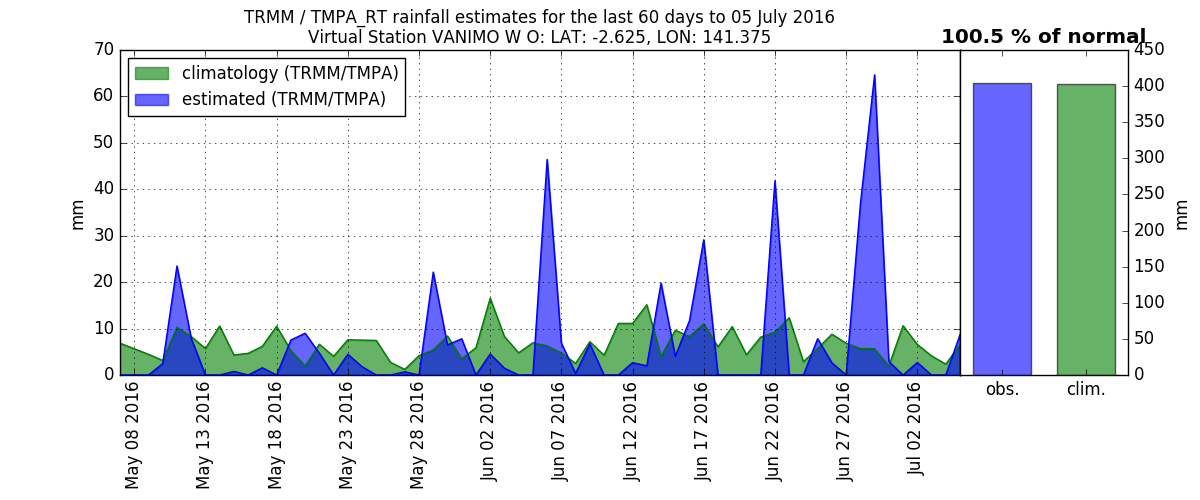 TRMM / TMPA_RT rainfall estimates for the last 60 days to 05 July 2016
Virtual Station VANIMO W O: LAT: -2.625, LON: 141.375
100.5 % of normal
climatology (TRMM/TMPA)
estimated (TRMM/TMPA)
70
60
50
40
30
20
10
0
mm
May 08 2016
May 13 2016
May 18 2016
May 23 2016
May 28 2016
Jun 02 2016
Jun 07 2016
Jun 12 2016
Jun 17 2016
Jun 22 2016
Jun 27 2016
Jul 02 2016
obs.
clim.
450
400
350
300
250
200
150
100
50
0
mm